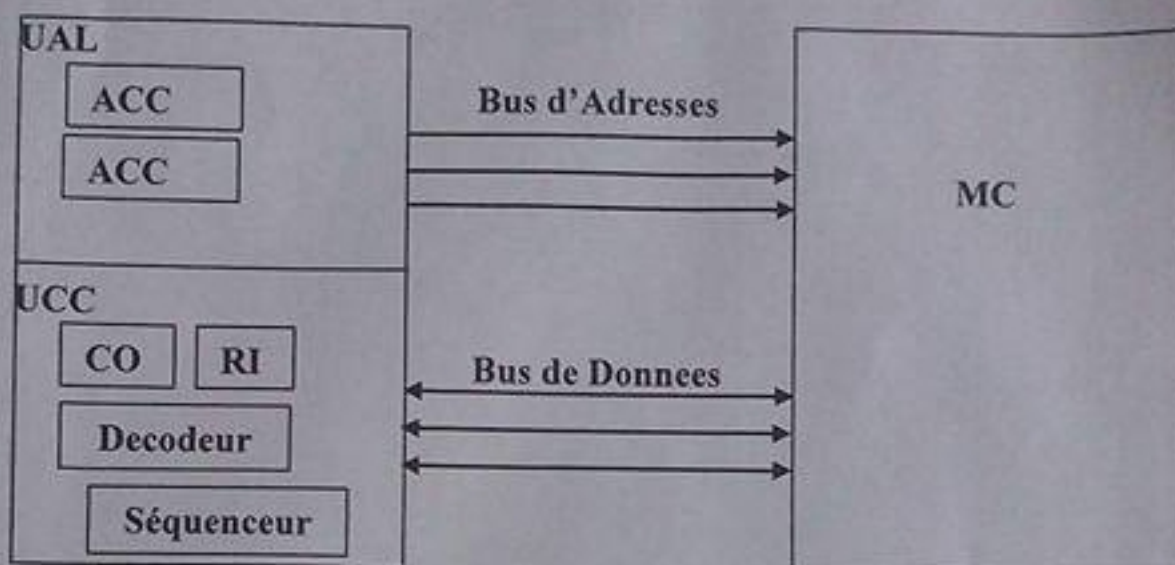 UAL
ACC
Bus d'Adresses
ACC
MC
UCC
CO
RI
Bus de Donnees
Decodeur
Séquenceur